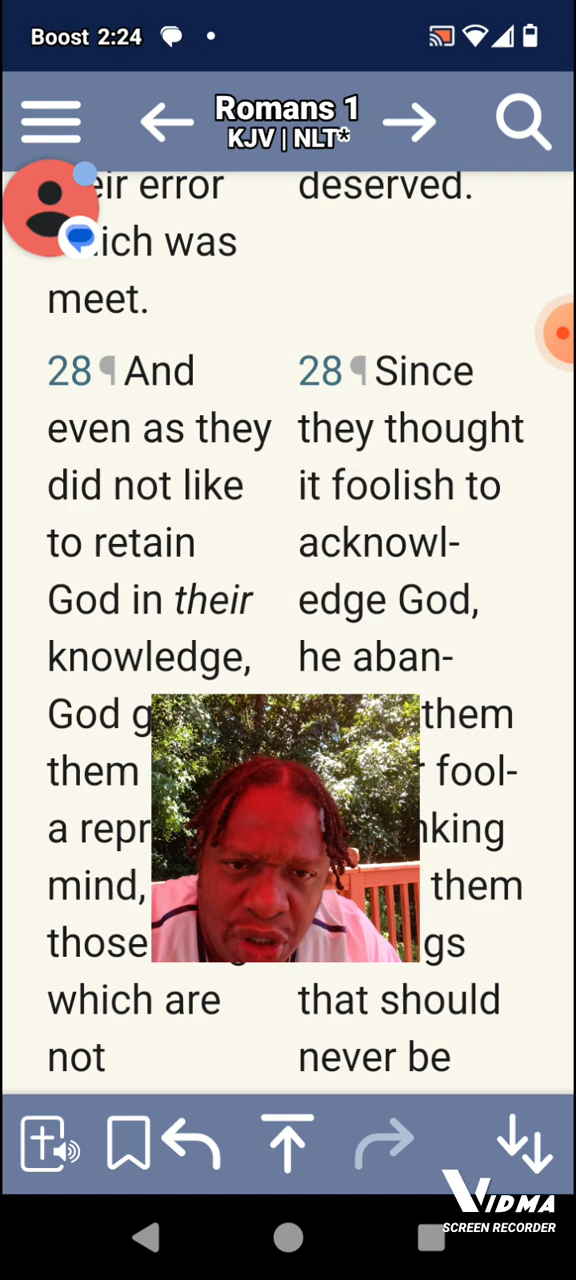 Boost 2:24
Romans 1
KJV | NLT*
eir error
ich was
meet.
28 ¶ And
even as they
did not like
to retain
God in their
knowledge,
God g
them
a repr
mind,
those
which are
not
deserved.
28 ¶ Since
they thought
it foolish to
acknowl-
edge God,
he aban-
them
fool-
king
them
gs
that should
never be
VIDMA
SCREEN RECORDER